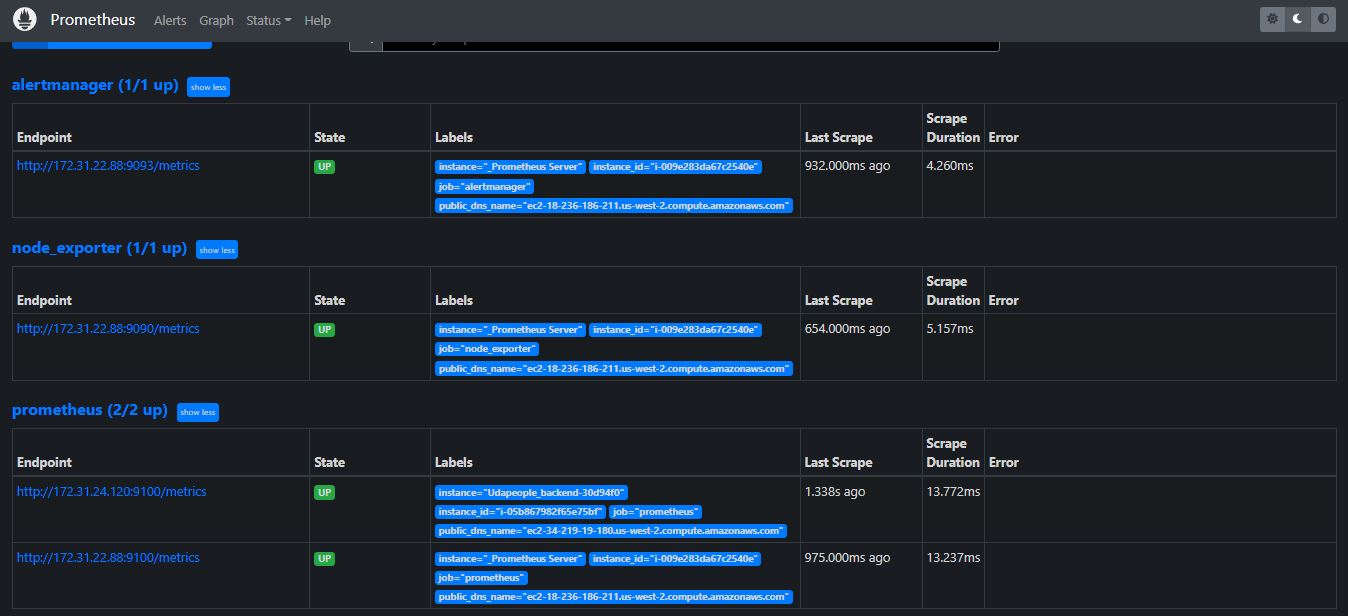 Prometheus Alerts Graph Status Help
alertmanager (1/1 up) show less
Endpoint State Labels Last Scrape Scrape Duration Error
http://172.31.22.88:9093/metrics UP instance="_Prometheus Server" instance_id="i-009e283da67c2540e" 932.000ms ago 4.260ms
job="alertmanager"
public_dns_name="ec2-18-236-186-211.us-west-2.compute.amazonaws.com"
node_exporter (1/1 up) show less
Endpoint State Labels Last Scrape Scrape Duration Error
http://172.31.22.88:9090/metrics UP instance="_Prometheus Server" instance_id="i-009e283da67c2540e" 654.000ms ago 5.157ms
job="node_exporter"
public_dns_name="ec2-18-236-186-211.us-west-2.compute.amazonaws.com"
prometheus (2/2 up) show less
Endpoint State Labels Last Scrape Scrape Duration Error
http://172.31.24.120:9100/metrics UP instance="Udapeople_backend-30d94f0" 1.338s ago 13.772ms
instance_id="i-05b867982f65e75bf" job="prometheus"
public_dns_name="ec2-34-219-19-180.us-west-2.compute.amazonaws.com"
http://172.31.22.88:9100/metrics UP instance="_Prometheus Server" instance_id="i-009e283da67c2540e" 975.000ms ago 13.237ms
job="prometheus"
public_dns_name="ec2-18-236-186-211.us-west-2.compute.amazonaws.com"